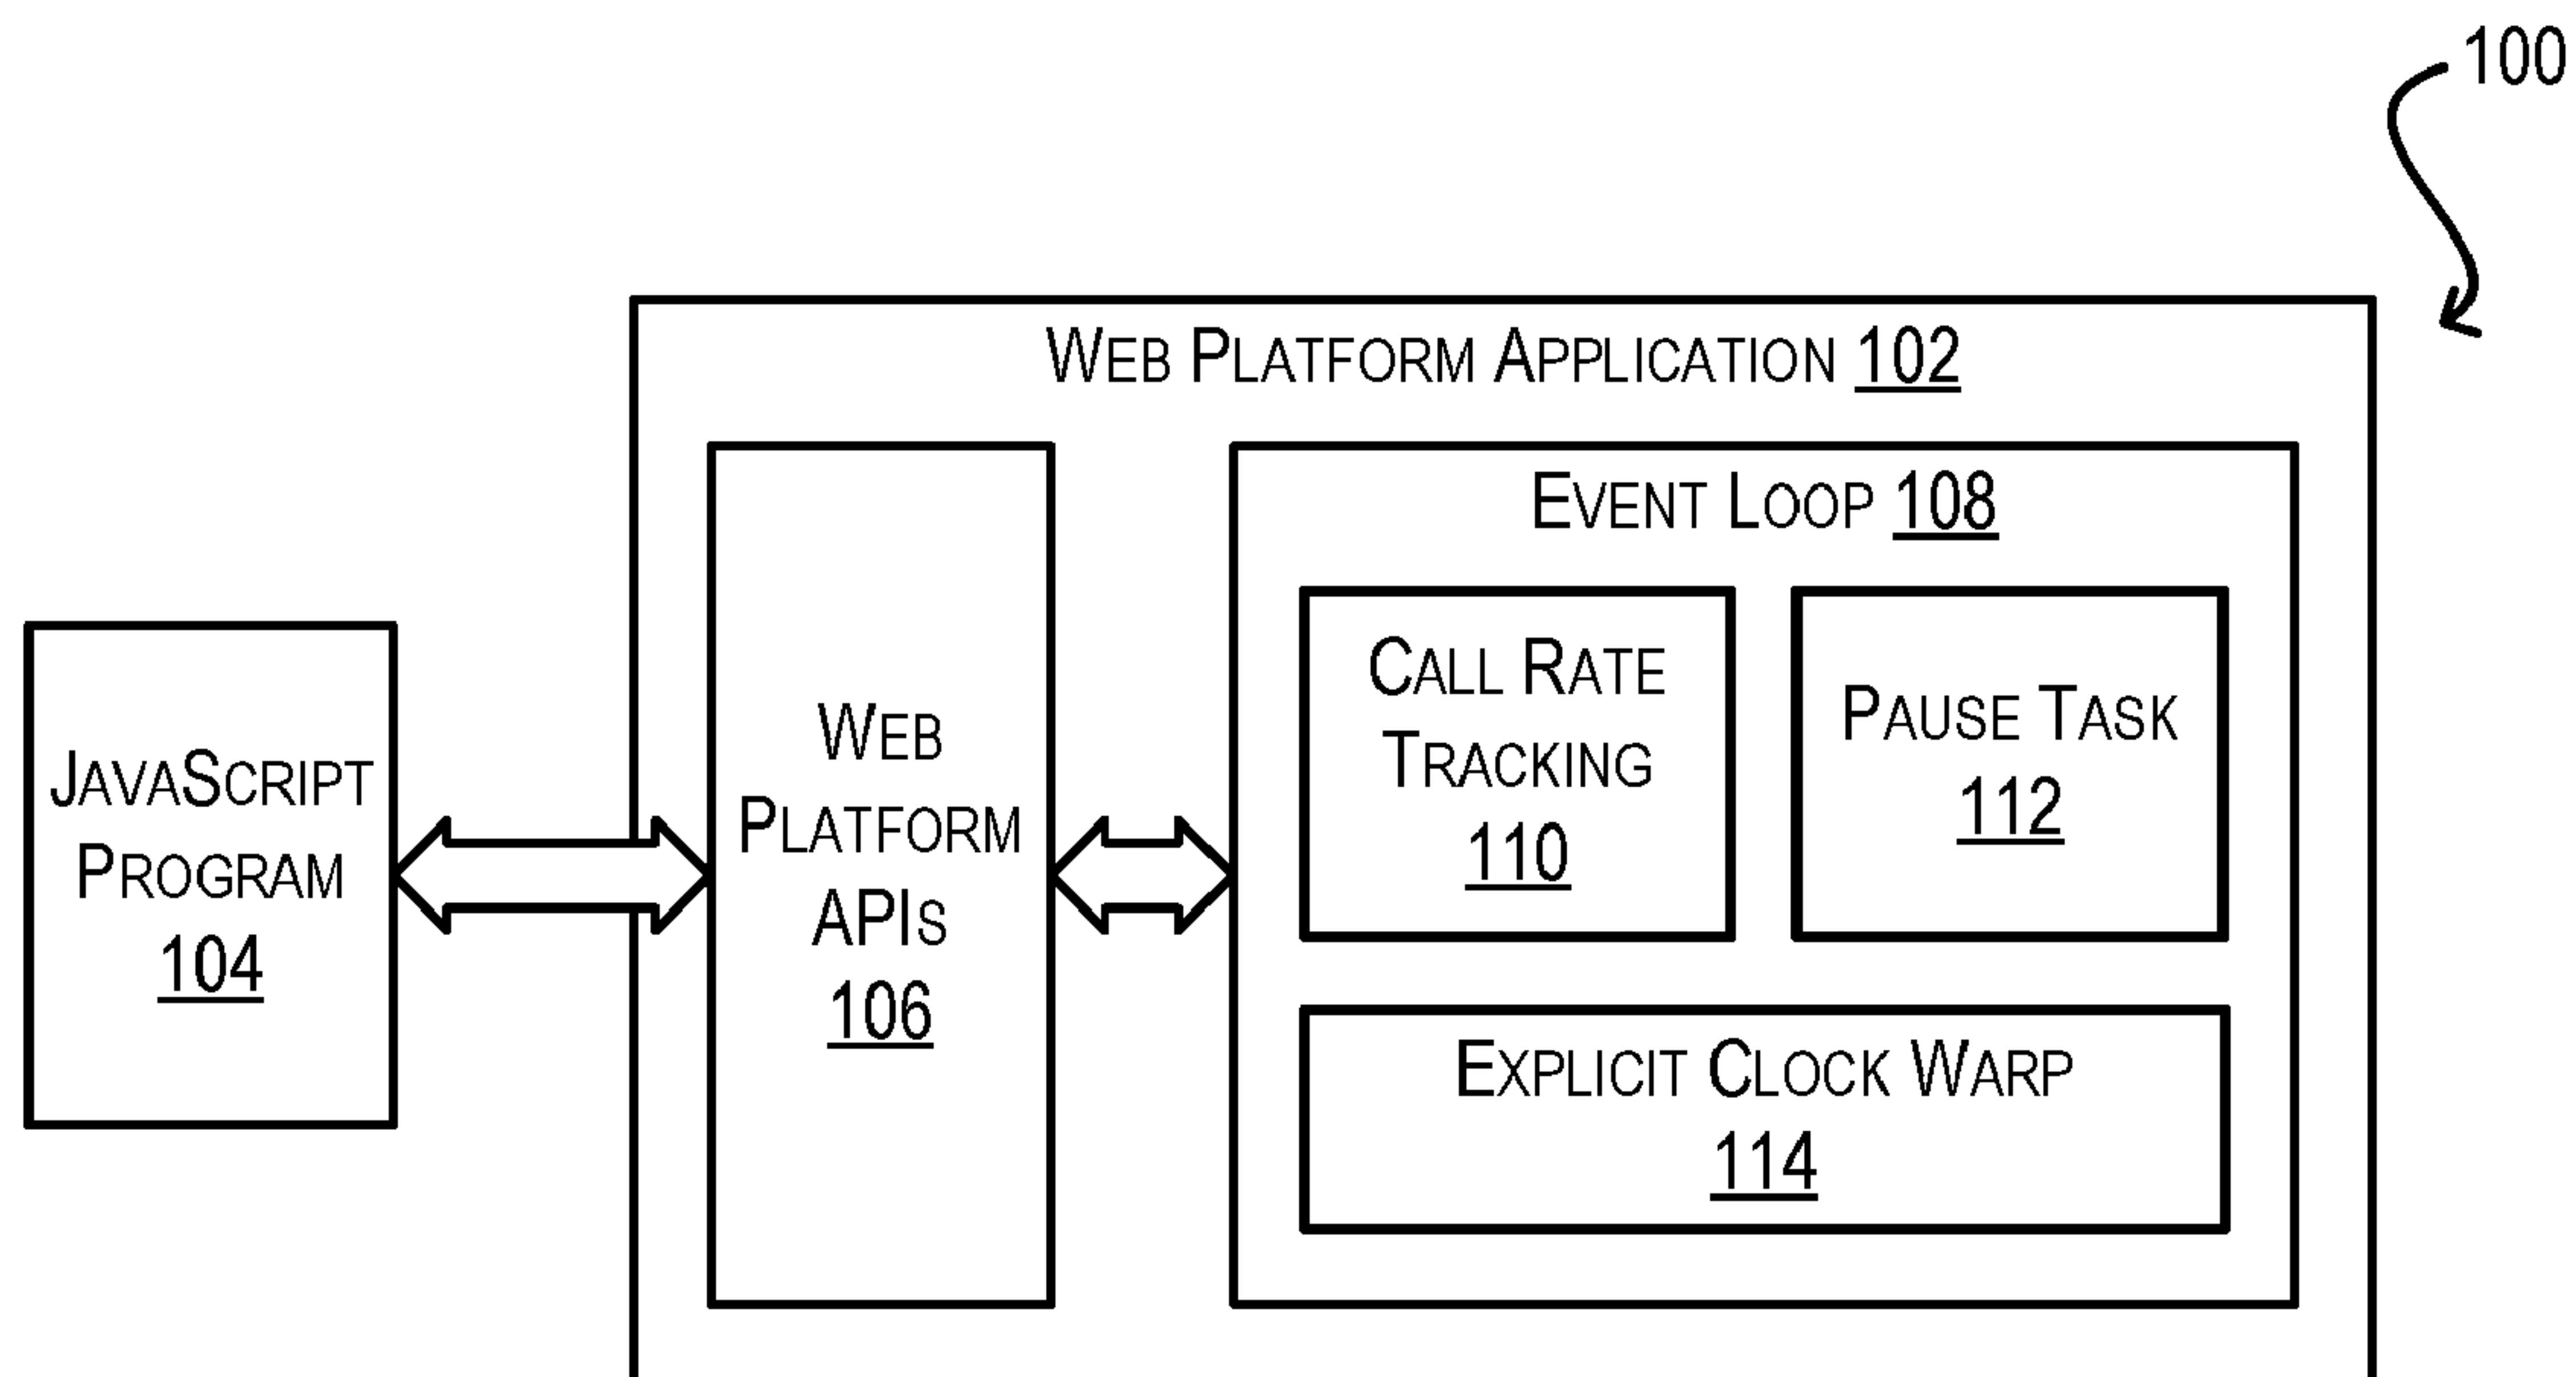 100
WEB PLATFORM APPLICATION 102
EVENT LOOP 108
JAVASCRIPT
PROGRAM
104
WEB
PLATFORM
APIS
106
CALL RATE
TRACKING
110
PAUSE TASK
112
EXPLICIT CLOCK WARP
114